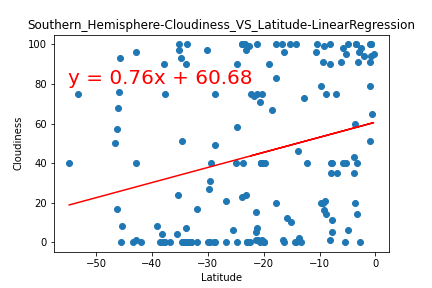 Southern_Hemisphere-Cloudiness_VS_Latitude-LinearRegression
100
y = 0.76x + 60.68
80
60
Cloudiness
40
20
0
−50 −40 −30 −20 −10 0
Latitude